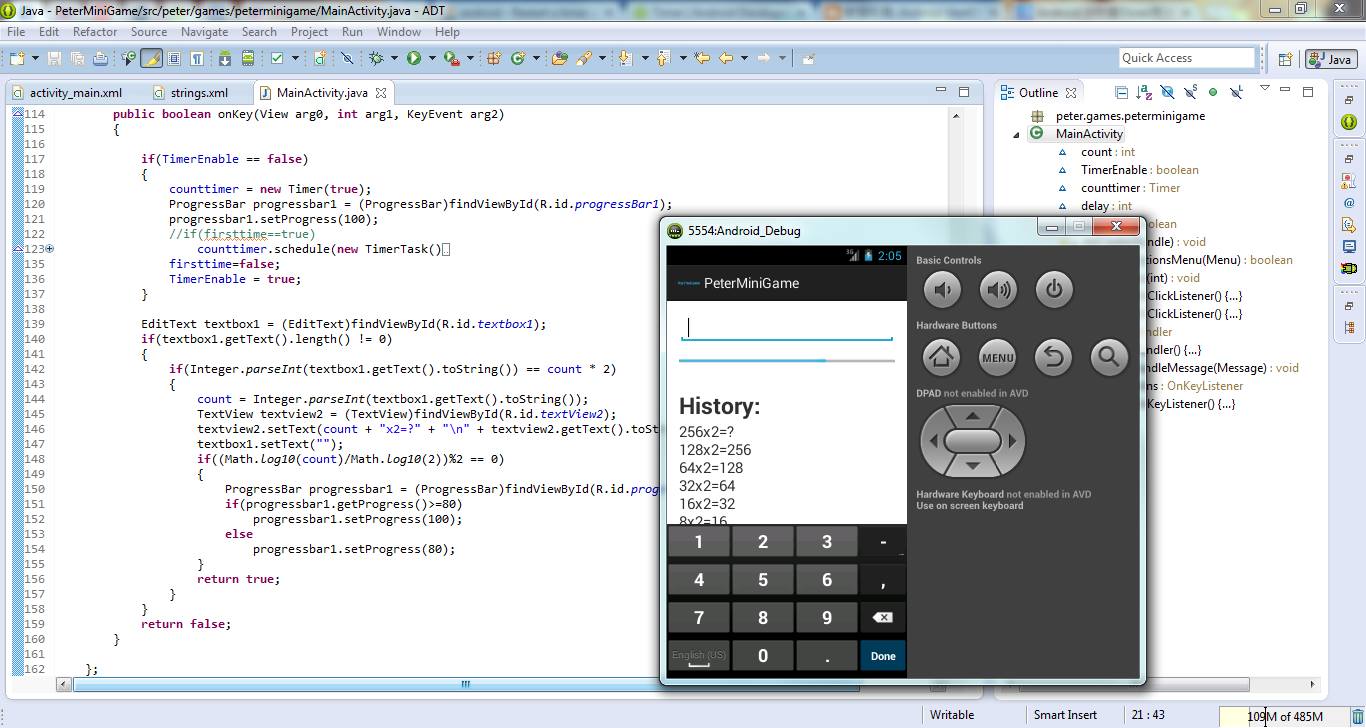 Java - PeterMiniGame/src/peter/games/peterminigame/MainActivity.java - ADT
File Edit Refactor Source Navigate Search Project Run Window Help
Quick Access
Java
activity_main.xml
strings.xml
MainActivity.java
114 public boolean onKey(View arg0, int arg1, KeyEvent arg2)
115 {
116
117 if(TimerEnable == false)
118 {
119 counttimer = new Timer(true);
120 ProgressBar progressbar1 = (ProgressBar)findViewById(R.id.progressBar1);
121 progressbar1.setProgress(100);
122 //if(firsttime==true)
123 counttimer.schedule(new TimerTask()
135 firsttime=false;
136 TimerEnable = true;
137 }
138
139 EditText textbox1 = (EditText)findViewById(R.id.textbox1);
140 if(textbox1.getText().length() != 0)
141 {
142 if(Integer.parseInt(textbox1.getText().toString()) == count * 2)
143 {
144 count = Integer.parseInt(textbox1.getText().toString());
145 TextView textview2 = (TextView)findViewById(R.id.textView2);
146 textview2.setText(count + "x2=?" + "\n" + textview2.getText().toSt
147 textbox1.setText("");
148 if((Math.log10(count)/Math.log10(2))%2 == 0)
149 {
150 ProgressBar progressbar1 = (ProgressBar)findViewById(R.id.prog
151 if(progressbar1.getProgress()>=80)
152 progressbar1.setProgress(100);
153 else
154 progressbar1.setProgress(80);
155 }
156 return true;
157 }
158 }
159 return false;
160 }
161
162 };
Outline
peter.games.peterminigame
MainActivity
count : int
TimerEnable : boolean
counttimer : Timer
delay : int
olean
ndle) : void
tionsMenu(Menu) : boolean
(int) : void
ClickListener() {...}
ClickListener() {...}
ndler
ndler() {...}
ndleMessage(Message) : void
ns : OnKeyListener
KeyListener() {...}
5554:Android_Debug
3G
2:05
PeterMiniGame
History:
256x2=?
128x2=256
64x2=128
32x2=64
16x2=32
8x2=16
1 2 3 -
4 5 6 ,
7 8 9
English (US) 0 . Done
Basic Controls
Hardware Buttons
MENU
DPAD not enabled in AVD
Hardware Keyboard not enabled in AVD
Use on screen keyboard
Writable
Smart Insert
21 : 43
109M of 485M